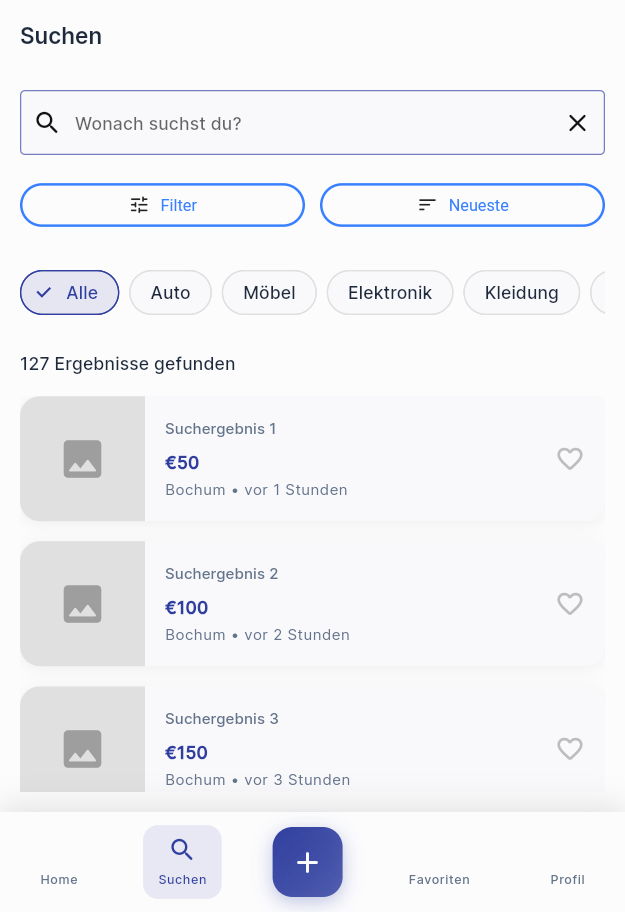 Suchen
Wonach suchst du?
Filter
Neueste
Alle
Auto
Möbel
Elektronik
Kleidung
127 Ergebnisse gefunden
Suchergebnis 1
€50
Bochum • vor 1 Stunden
Suchergebnis 2
€100
Bochum • vor 2 Stunden
Suchergebnis 3
€150
Bochum • vor 3 Stunden
Home
Suchen
Favoriten
Profil